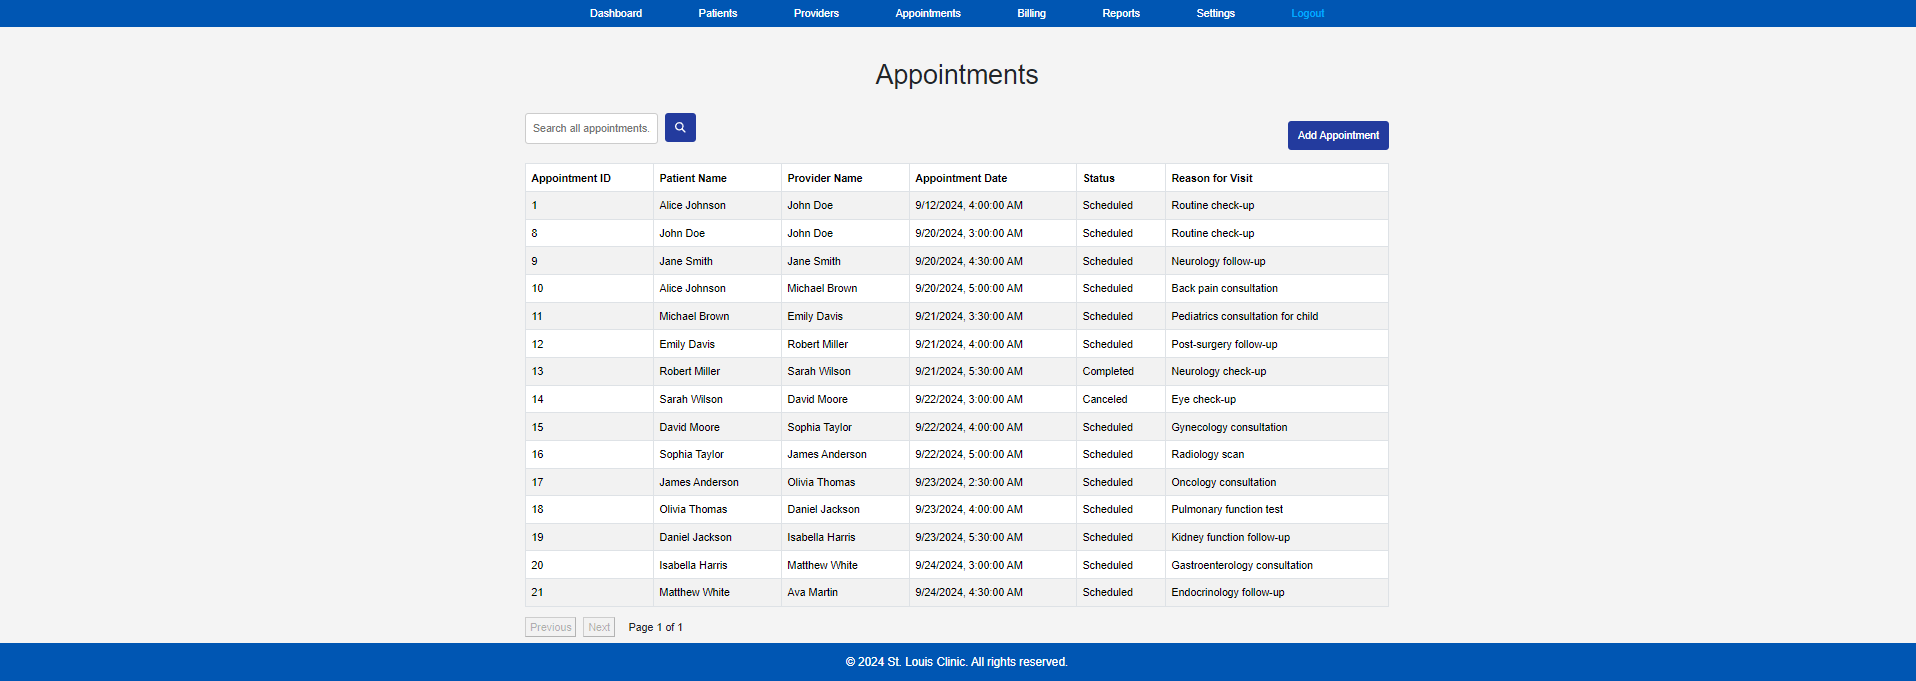 Dashboard Patients Providers Appointments Billing Reports Settings Logout
Appointments
Search all appointments.
Add Appointment
Appointment ID Patient Name Provider Name Appointment Date Status Reason for Visit
1 Alice Johnson John Doe 9/12/2024, 4:00:00 AM Scheduled Routine check-up
8 John Doe John Doe 9/20/2024, 3:00:00 AM Scheduled Routine check-up
9 Jane Smith Jane Smith 9/20/2024, 4:30:00 AM Scheduled Neurology follow-up
10 Alice Johnson Michael Brown 9/20/2024, 5:00:00 AM Scheduled Back pain consultation
11 Michael Brown Emily Davis 9/21/2024, 3:30:00 AM Scheduled Pediatrics consultation for child
12 Emily Davis Robert Miller 9/21/2024, 4:00:00 AM Scheduled Post-surgery follow-up
13 Robert Miller Sarah Wilson 9/21/2024, 5:30:00 AM Completed Neurology check-up
14 Sarah Wilson David Moore 9/22/2024, 3:00:00 AM Canceled Eye check-up
15 David Moore Sophia Taylor 9/22/2024, 4:00:00 AM Scheduled Gynecology consultation
16 Sophia Taylor James Anderson 9/22/2024, 5:00:00 AM Scheduled Radiology scan
17 James Anderson Olivia Thomas 9/23/2024, 2:30:00 AM Scheduled Oncology consultation
18 Olivia Thomas Daniel Jackson 9/23/2024, 4:00:00 AM Scheduled Pulmonary function test
19 Daniel Jackson Isabella Harris 9/23/2024, 5:30:00 AM Scheduled Kidney function follow-up
20 Isabella Harris Matthew White 9/24/2024, 3:00:00 AM Scheduled Gastroenterology consultation
21 Matthew White Ava Martin 9/24/2024, 4:30:00 AM Scheduled Endocrinology follow-up
Previous Next Page 1 of 1
© 2024 St. Louis Clinic. All rights reserved.